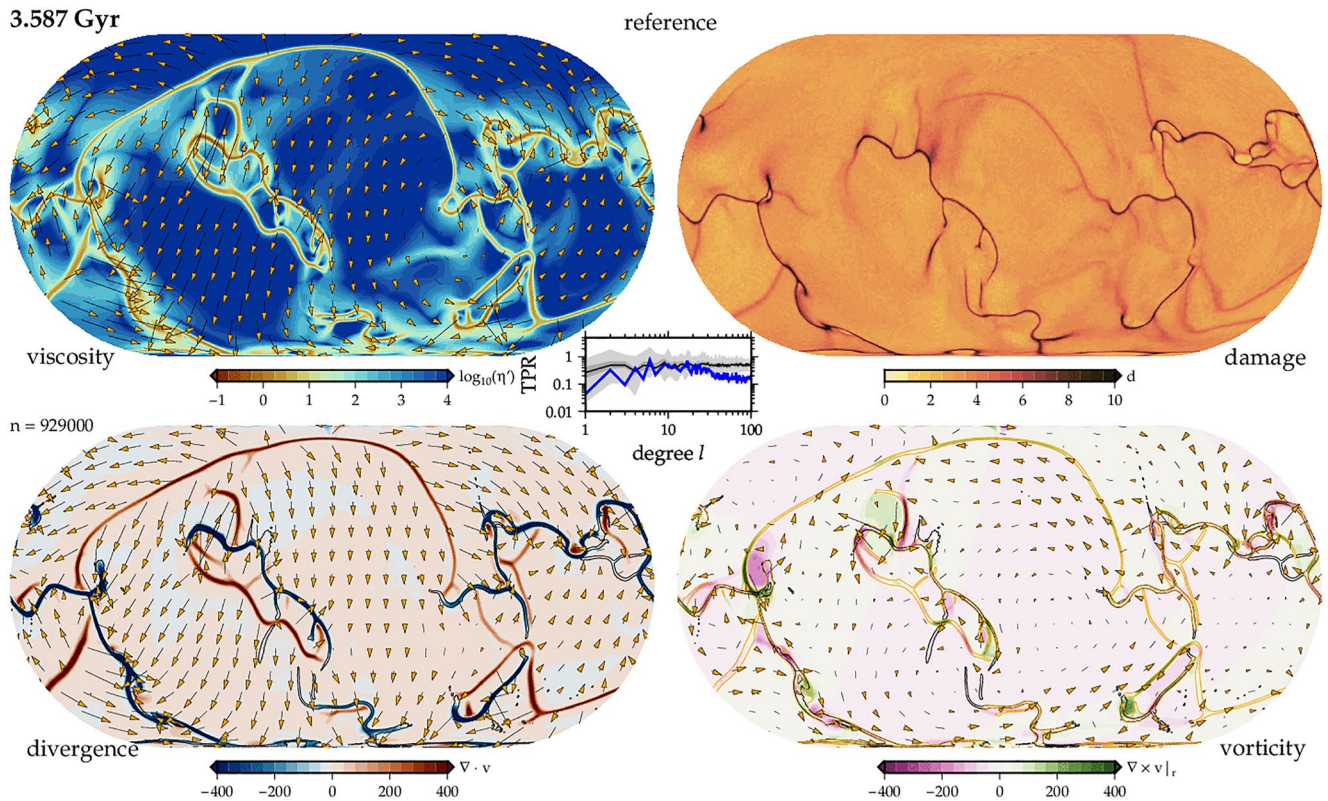 3.587 Gyr
reference
viscosity
damage
log10(η′)
−1 0 1 2 3 4
TPR
1
0.1
0.01
1 10 100
degree l
d
0 2 4 6 8 10
n = 929000
divergence
vorticity
∇ · v
−400 −200 0 200 400
∇ × v|r
−400 −200 0 200 400